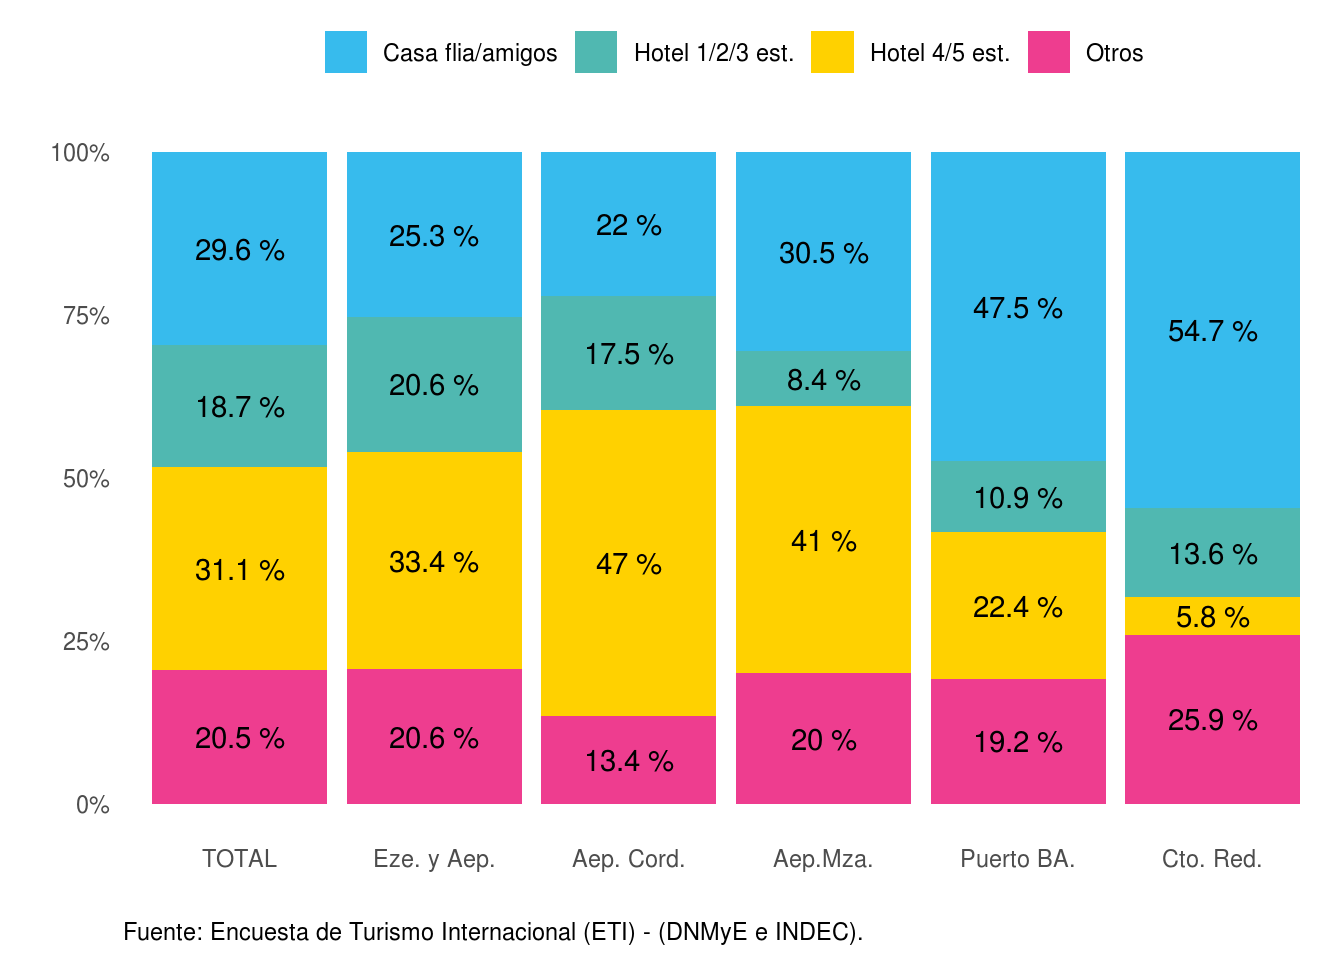 Casa flia/amigos Hotel 1/2/3 est. Hotel 4/5 est. Otros
100%
75%
50%
25%
0%
29.6 % 25.3 % 22 % 30.5 % 47.5 % 54.7 %
18.7 % 20.6 % 17.5 % 8.4 % 10.9 % 13.6 %
31.1 % 33.4 % 47 % 41 % 22.4 % 5.8 %
20.5 % 20.6 % 13.4 % 20 % 19.2 % 25.9 %
TOTAL Eze. y Aep. Aep. Cord. Aep.Mza. Puerto BA. Cto. Red.
Fuente: Encuesta de Turismo Internacional (ETI) - (DNMyE e INDEC).